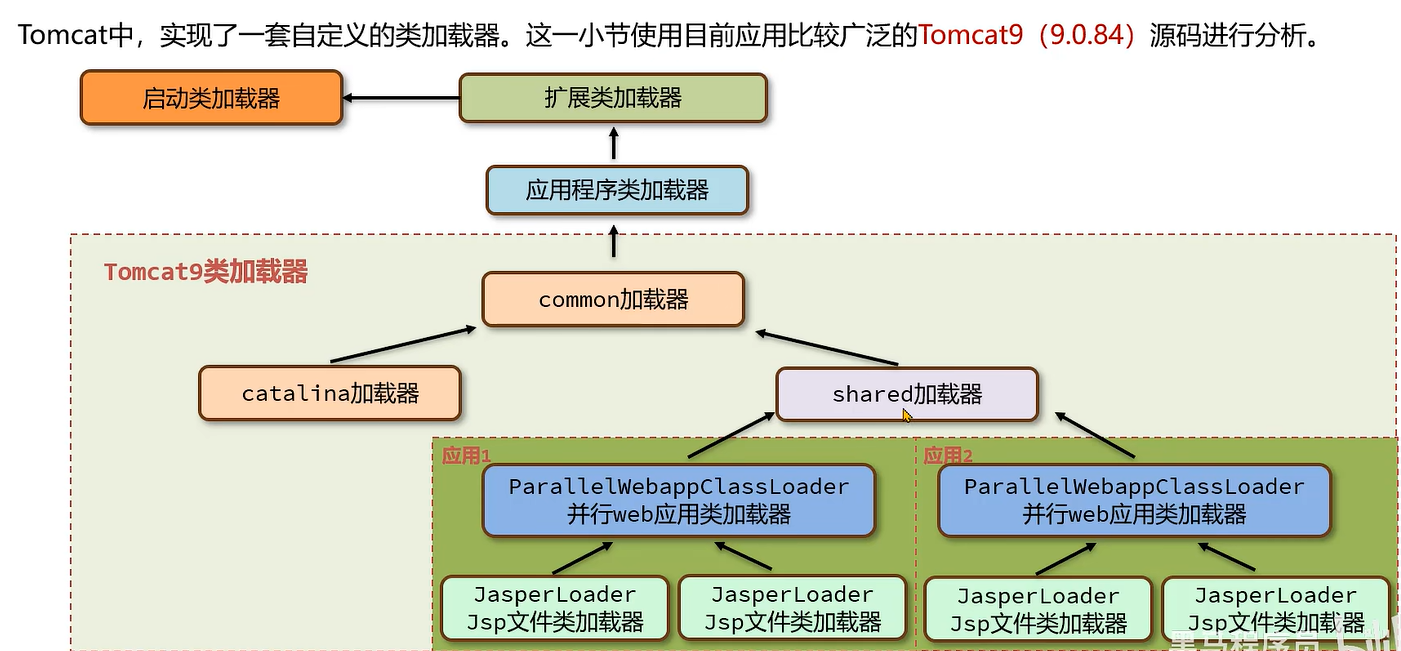 Tomcat中，实现了一套自定义的类加载器。这一小节使用目前应用比较广泛的Tomcat9（9.0.84）源码进行分析。
启动类加载器
扩展类加载器
应用程序类加载器
Tomcat9类加载器
common加载器
catalina加载器
shared加载器
应用1
应用2
ParallelWebappClassLoader
并行web应用类加载器
ParallelWebappClassLoader
并行web应用类加载器
JasperLoader
Jsp文件类加载器
JasperLoader
Jsp文件类加载器
JasperLoader
Jsp文件类加载器
JasperLoader
Jsp文件类加载器
黑马程序员